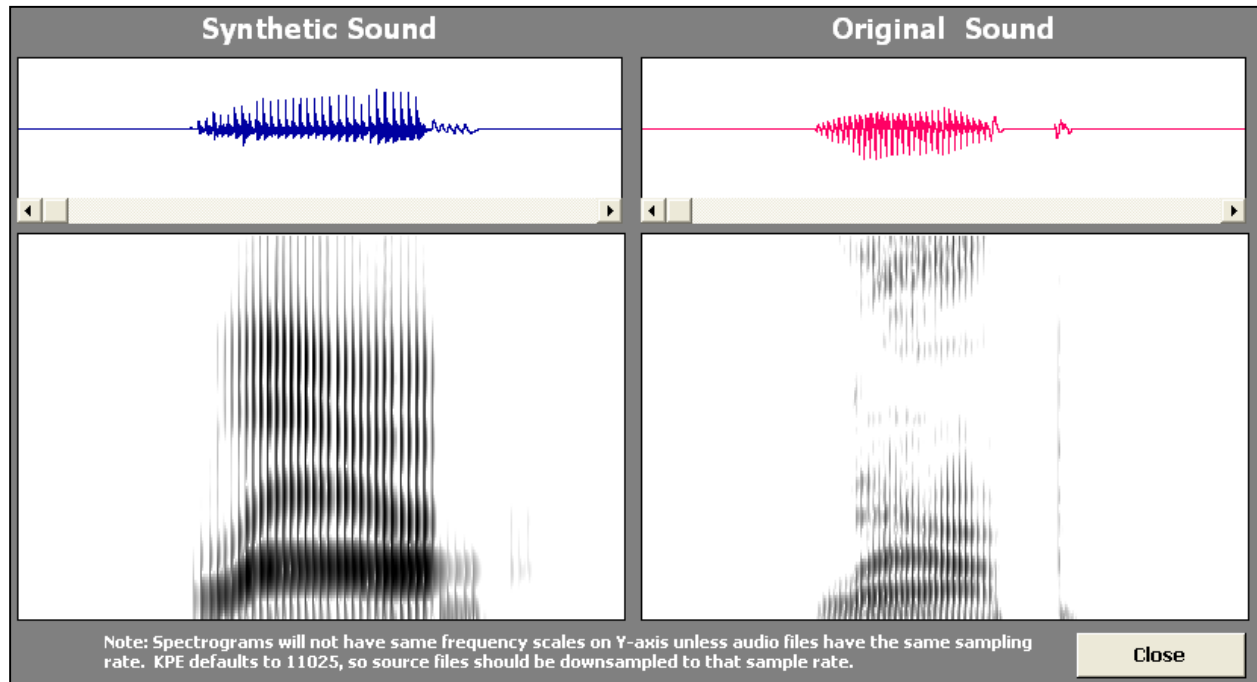 Synthetic Sound
Original Sound
Note: Spectrograms will not have same frequency scales on Y-axis unless audio files have the same sampling
rate. KPE defaults to 11025, so source files should be downsampled to that sample rate.
Close